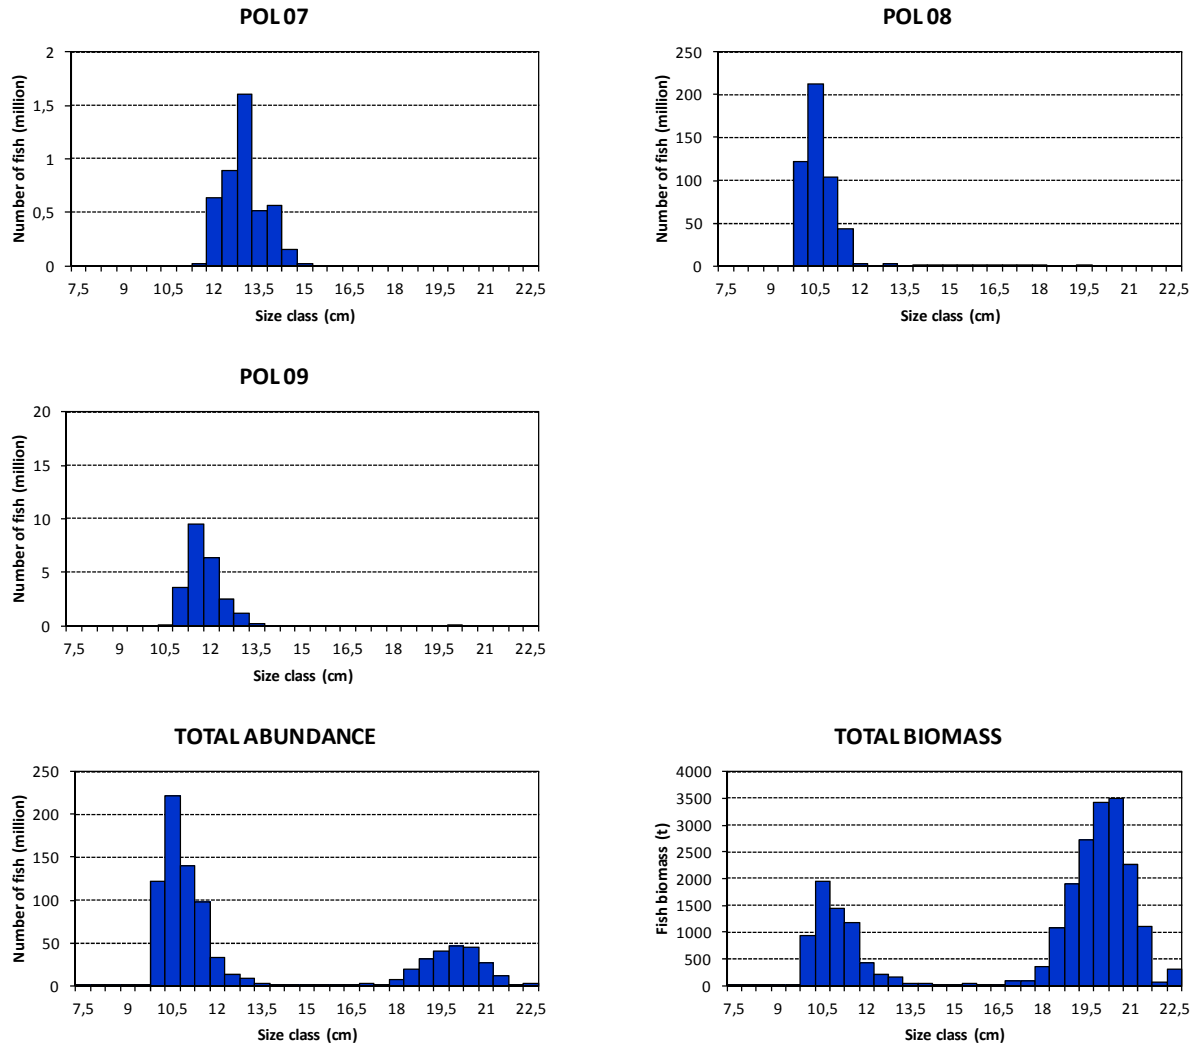 POL 07
Number of fish (million)
2
1,5
1
0,5
0
7,5 9 10,5 12 13,5 15 16,5 18 19,5 21 22,5
Size class (cm)
POL 08
Number of fish (million)
250
200
150
100
50
0
7,5 9 10,5 12 13,5 15 16,5 18 19,5 21 22,5
Size class (cm)
POL 09
Number of fish (million)
20
15
10
5
0
7,5 9 10,5 12 13,5 15 16,5 18 19,5 21 22,5
Size class (cm)
TOTAL ABUNDANCE
Number of fish (million)
250
200
150
100
50
0
7,5 9 10,5 12 13,5 15 16,5 18 19,5 21 22,5
Size class (cm)
TOTAL BIOMASS
Fish biomass (t)
4000
3500
3000
2500
2000
1500
1000
500
0
7,5 9 10,5 12 13,5 15 16,5 18 19,5 21 22,5
Size class (cm)